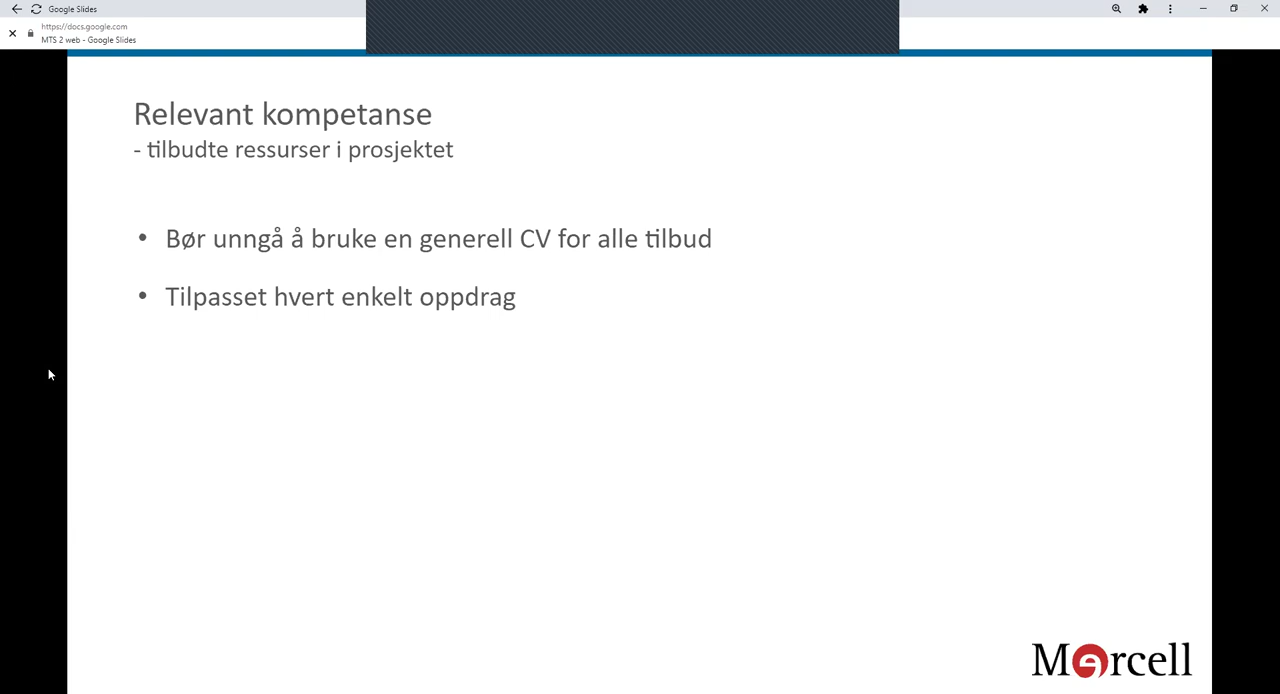 Google Slides
https://docs.google.com
MTS 2 web - Google Slides
Relevant kompetanse
- tilbudte ressurser i prosjektet
• Bør unngå å bruke en generell CV for alle tilbud
• Tilpasset hvert enkelt oppdrag
Mercell